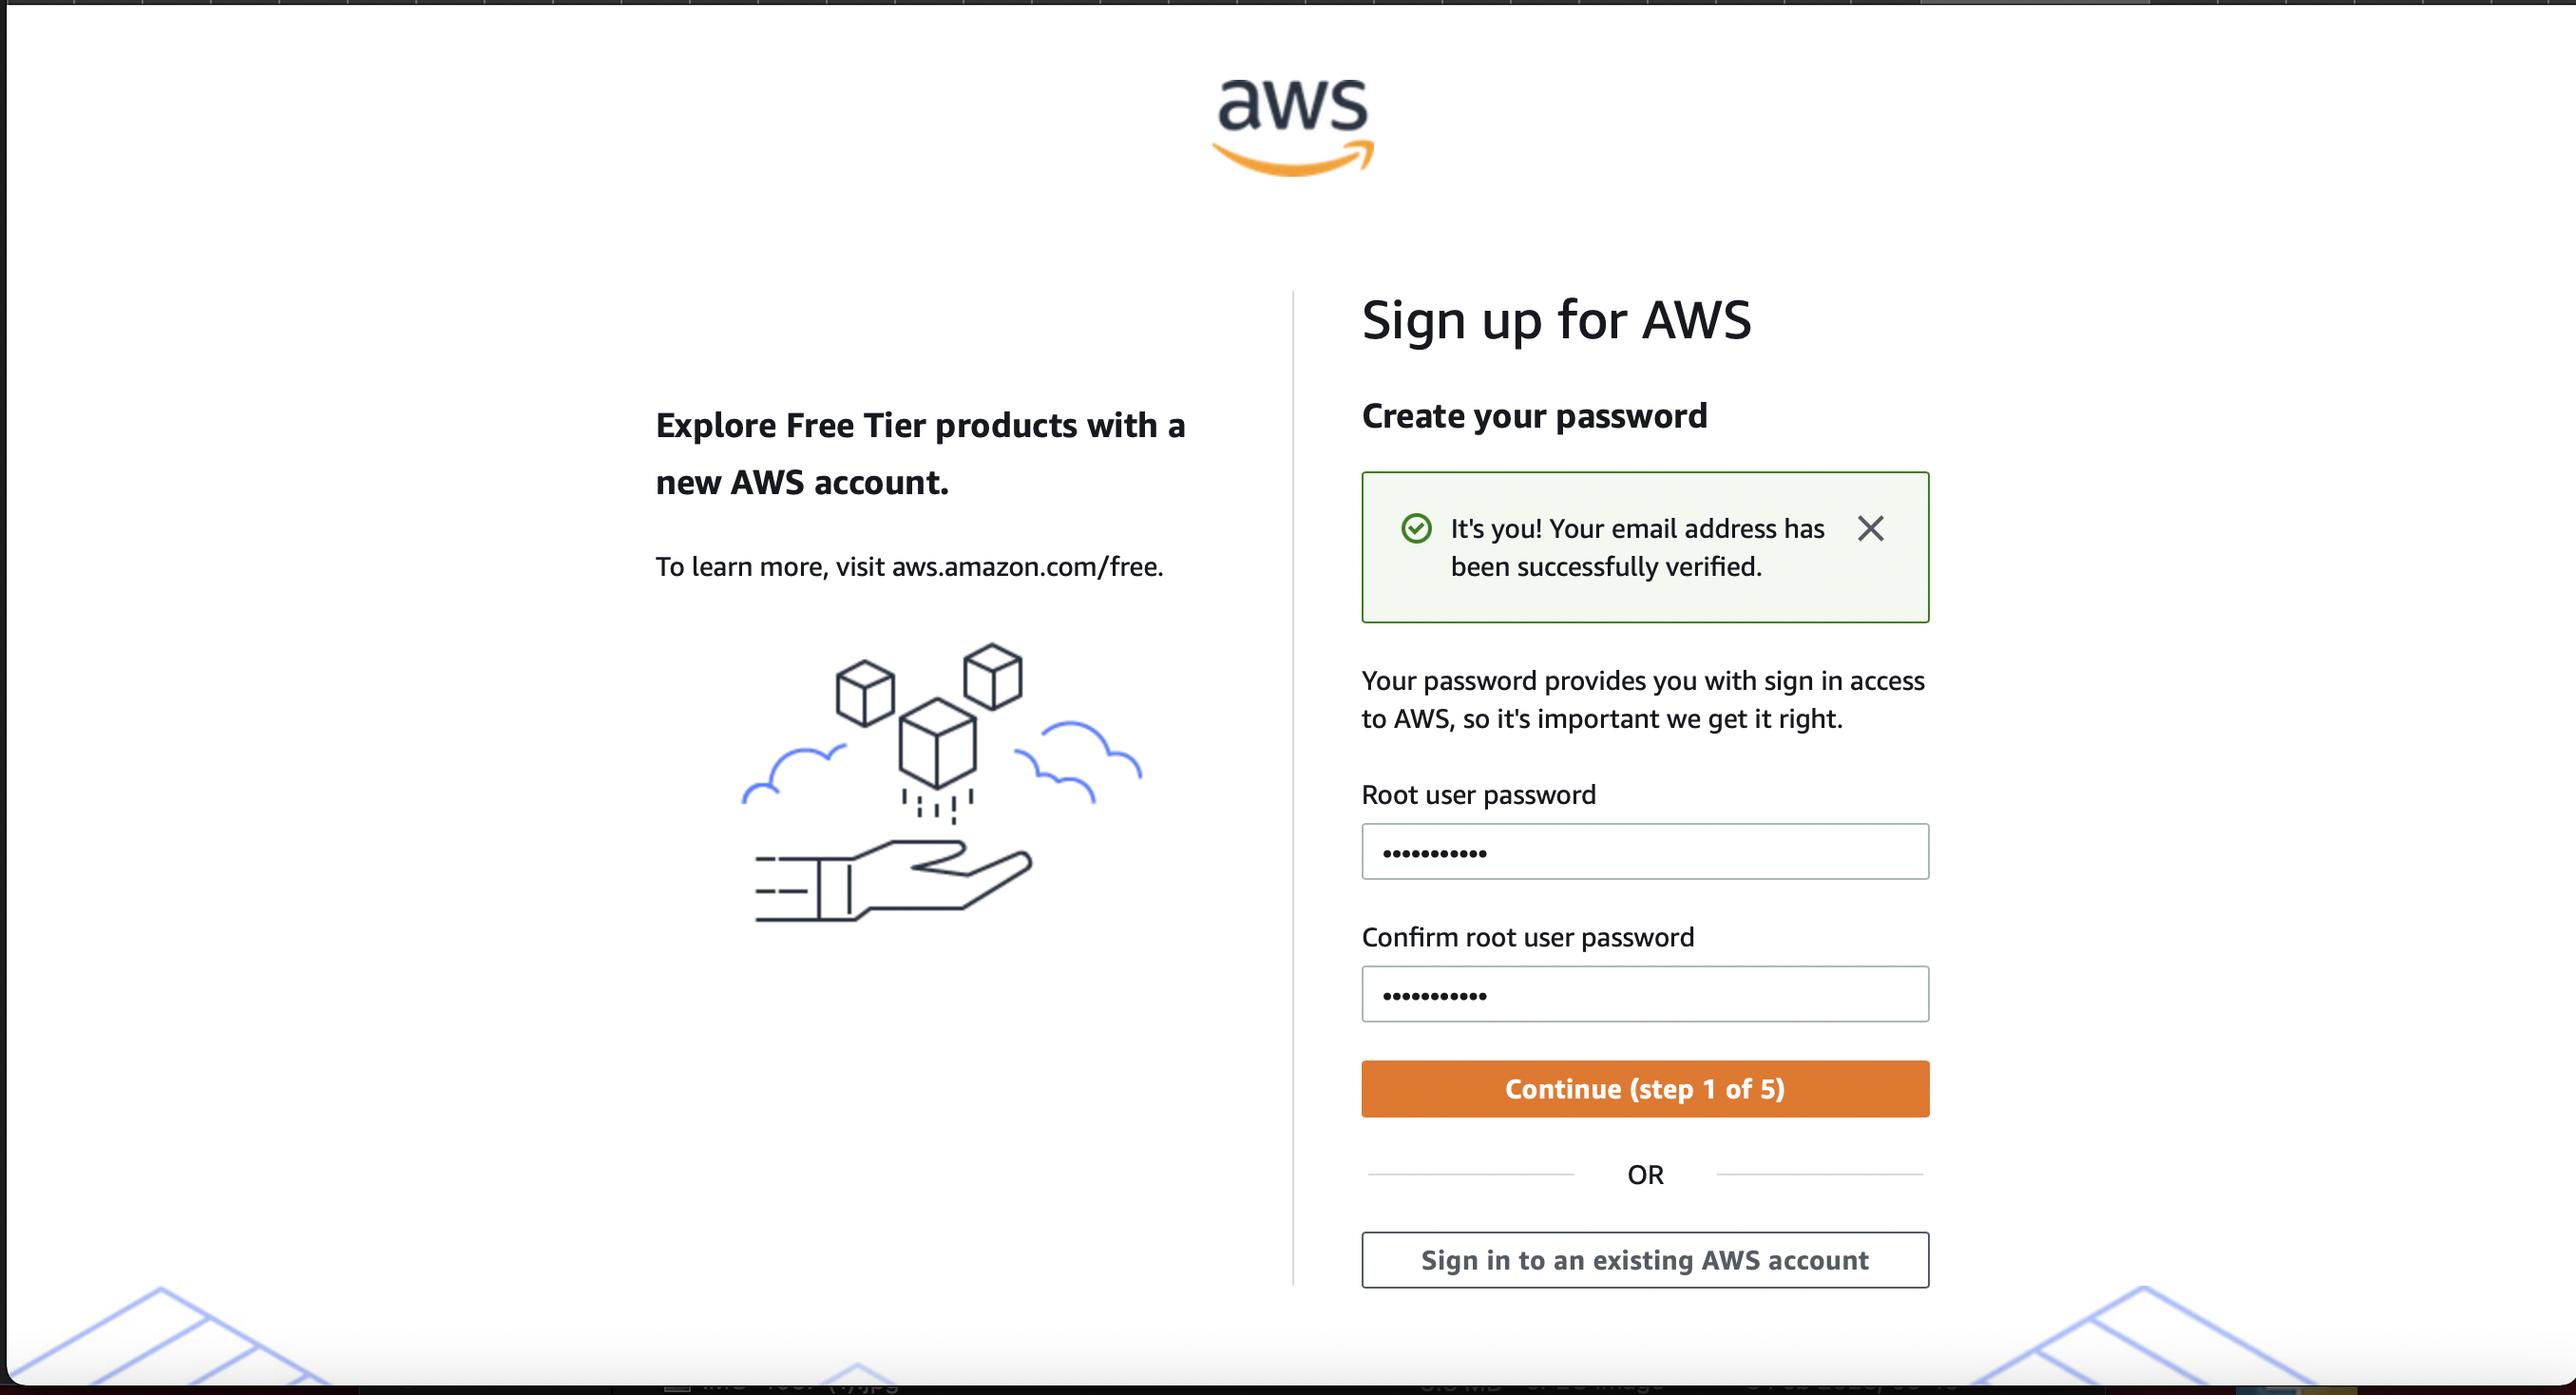 aws
Explore Free Tier products with a
new AWS account.
To learn more, visit aws.amazon.com/free.
Sign up for AWS
Create your password
It's you! Your email address has
been successfully verified.
Your password provides you with sign in access
to AWS, so it's important we get it right.
Root user password
•••••••••••
Confirm root user password
•••••••••••
Continue (step 1 of 5)
OR
Sign in to an existing AWS account